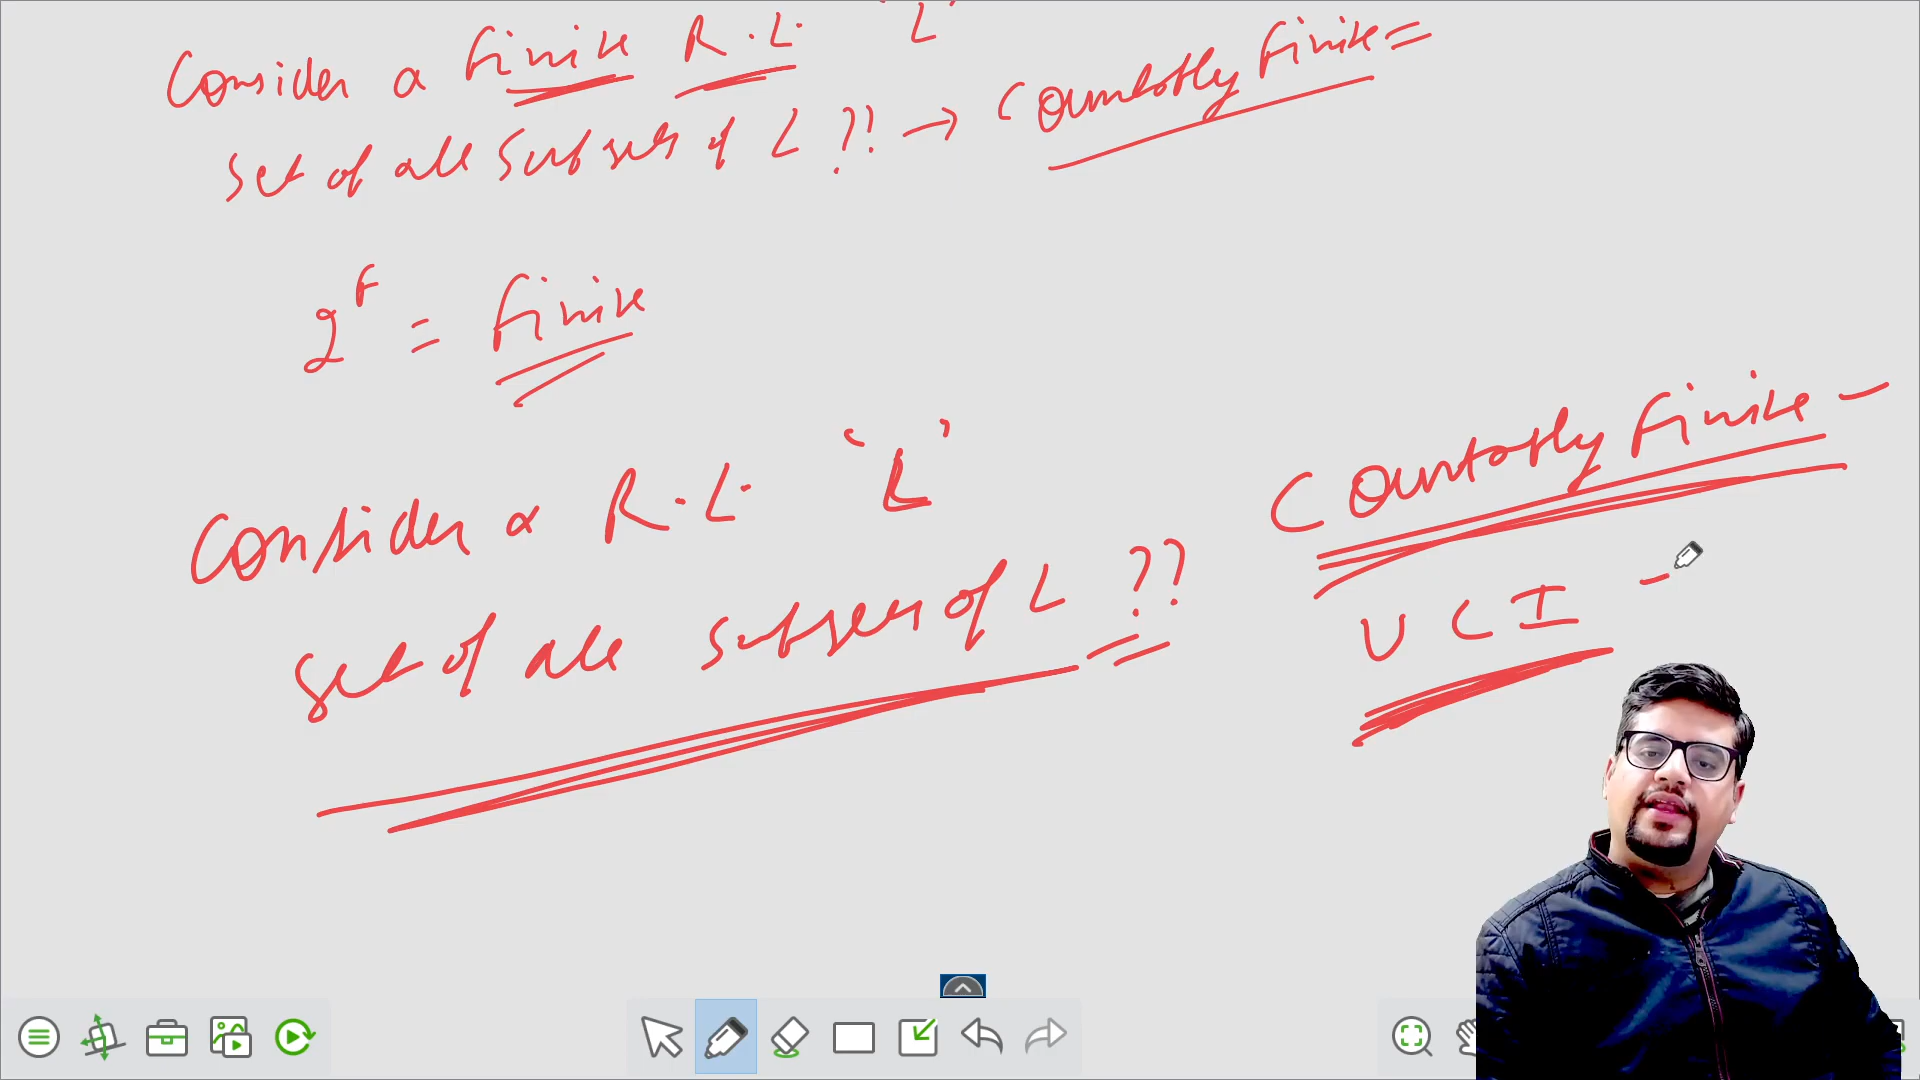 Consider a finite R.L. 'L'
Set of all subsets of L ?? → Countably finite =
2^F = finite
Consider a R.L. 'L'
Countably finite -
Set of all subsets of L ??
UCI -